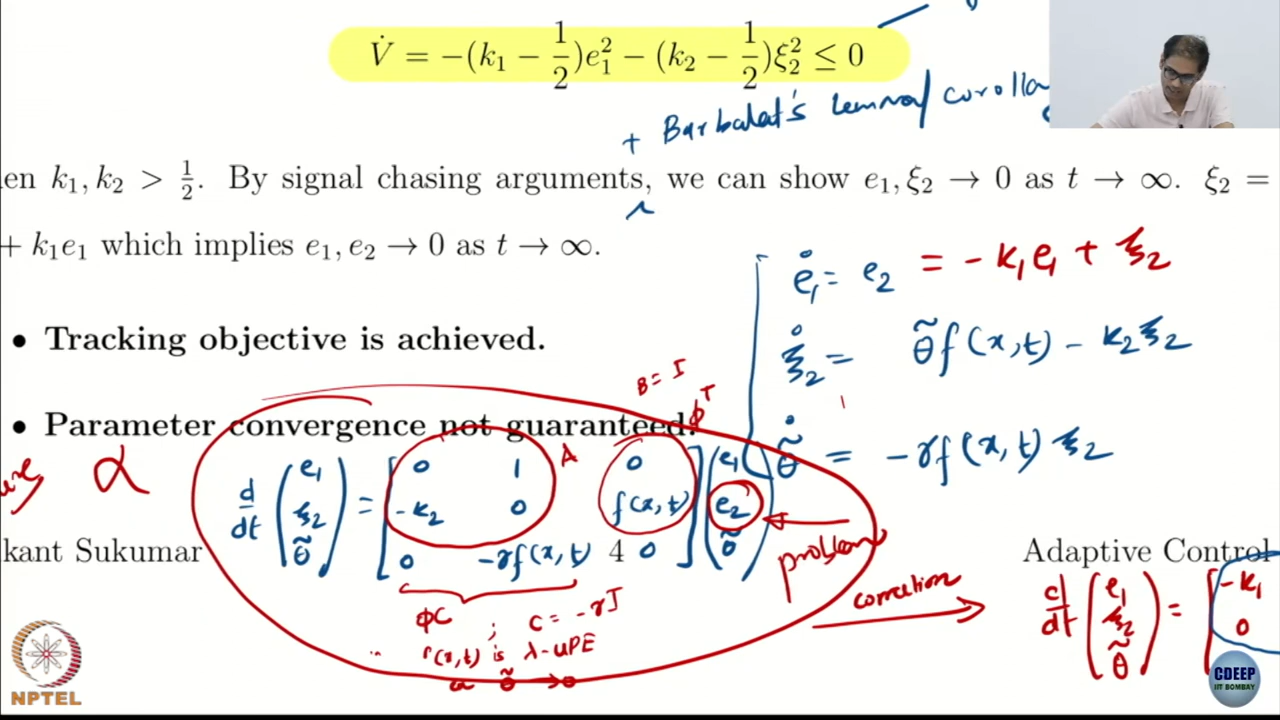 V̇ = −(k₁ − 1/2)e₁² − (k₂ − 1/2)ξ₂² ≤ 0
+ Barbalat's lemma/ corolla
en k₁, k₂ > 1/2. By signal chasing arguments, we can show e₁, ξ₂ → 0 as t → ∞. ξ₂ =
+ k₁e₁ which implies e₁, e₂ → 0 as t → ∞.
ė₁ = e₂ = −k₁e₁ + ξ₂
• Tracking objective is achieved.
ξ̇₂ = θ̃f(x,t) − k₂ξ₂
B = I
• Parameter convergence not guaranteed.
Φᵀ
θ̃̇ = −γf(x,t)ξ₂
α
A
d/dt (e₁ ξ₂ θ̃) = [0 1 0
−k₂ 0 f(x,t)
0 −γf(x,t) 0] (e₁ e₂ θ̃)
problem
kant Sukumar 4 Adaptive Control
correction
ΦC ; C = −γI
(x,t) is λ-UPE
θ̃ → 0
d/dt (e₁ ξ₂ θ̃) = [−k₁
0
NPTEL
CDEEP
IIT BOMBAY